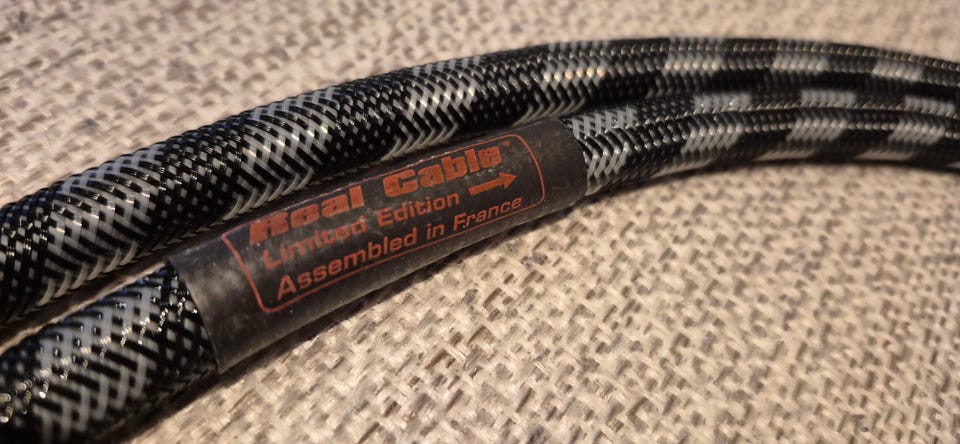 Real Cable®
Limited Edition →
Assembled in France